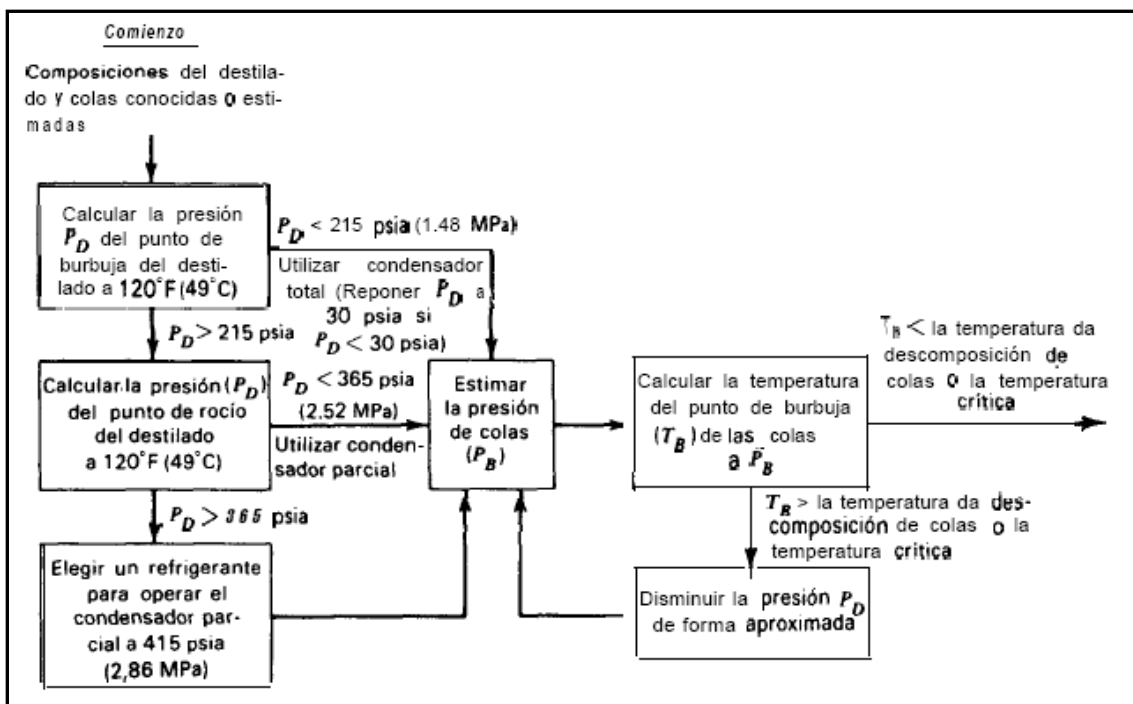 Comienzo
Composiciones del destila-
do y colas conocidas o esti-
madas
Calcular la presión
P_D del punto de
burbuja del desti-
lado a 120°F (49°C)
P_D < 215 psia (1.48 MPa)
Utilizar condensador
total (Reponer P_D, a
30 psia si
P_D < 30 psia)
P_D > 215 psia
Calcular la presión (P_D)
del punto de rocío
del destilado
a 120°F (49°C)
P_D < 365 psia
(2.52 MPa)
Utilizar conden-
sador parcial
P_D > 365 psia
Elegir un refrigerante
para operar el
condensador par-
cial a 415 psia
(2,86 MPa)
Estimar
la presión
de colas
(P_B)
Calcular la temperatura
del punto de burbuja
(T_B) de las colas
a P_B
T_B < la temperatura da
descomposición de
colas o la temperatura
crítica
T_B > la temperatura da des-
composición de colas o la
temperatura crítica
Disminuir la presión P_D
de forma aproximada